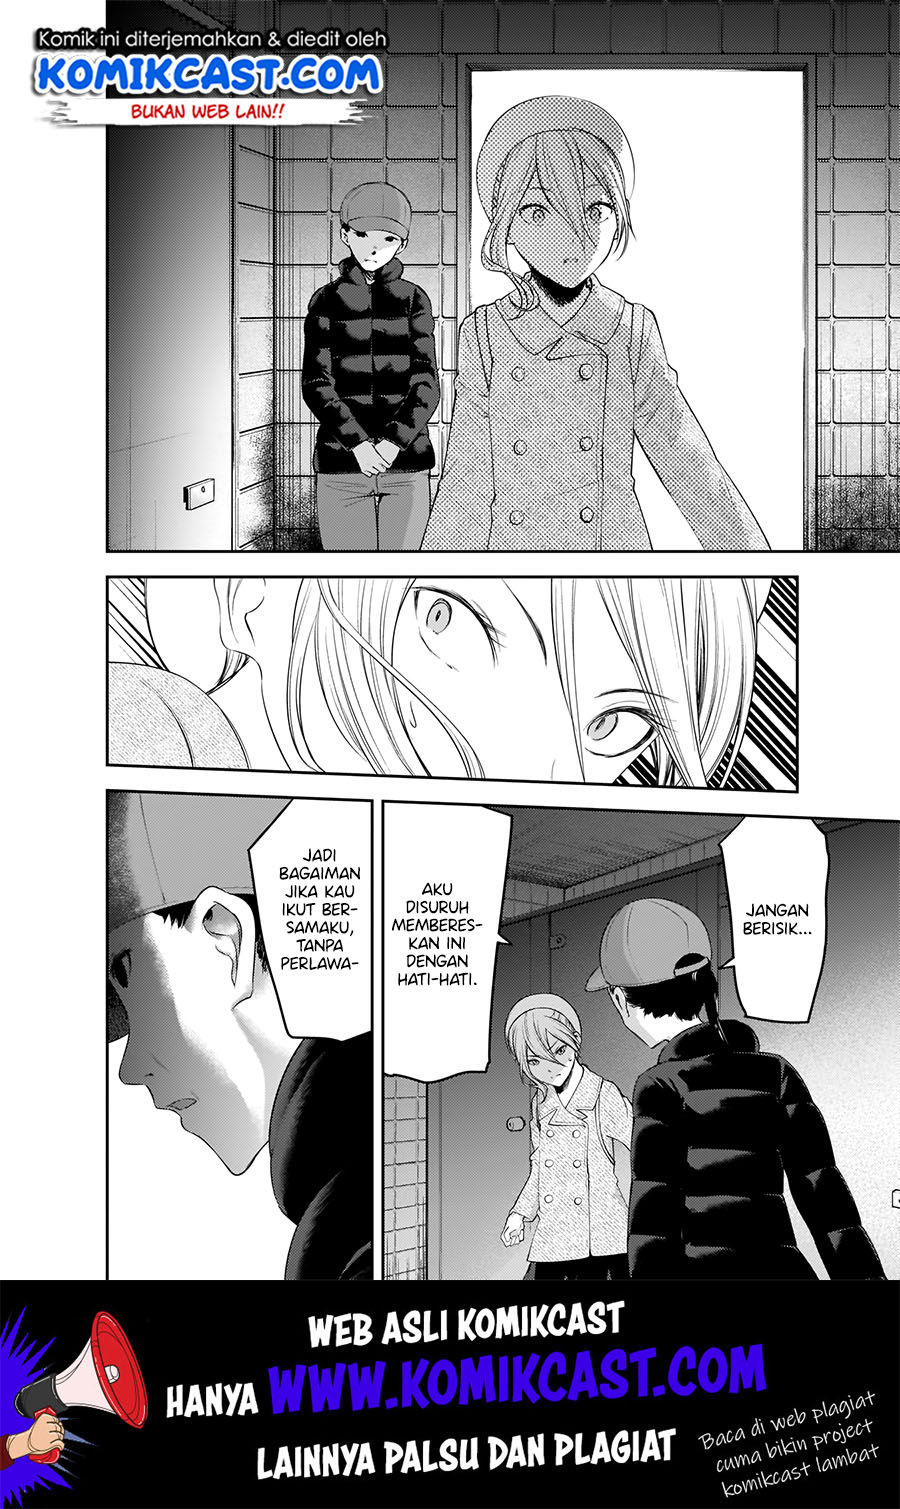 Komik ini diterjemahkan & diedit oleh
KOMIKCAST.COM
BUKAN WEB LAIN!!
JANGAN
BERISIK...
AKU
DISURUH
MEMBERES-
KAN INI
DENGAN
HATI-HATI.
JADI
BAGAIMAN
JIKA KAU
IKUT BER-
SAMAKU,
TANPA
PERLAWA-
WEB ASLI KOMIKCAST
HANYA WWW.KOMIKCAST.COM
LAINNYA PALSU DAN PLAGIAT
Baca di web plagiat
cuma bikin project
komikcast lambat